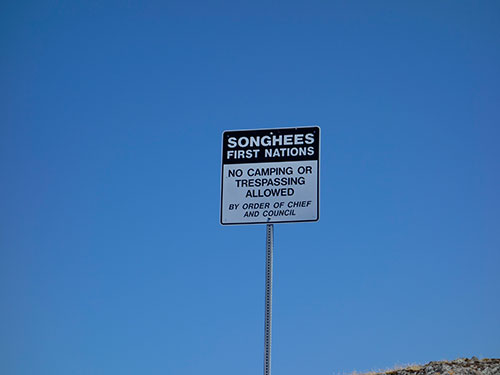 SONGHEES
FIRST NATIONS
NO CAMPING OR
TRESPASSING
ALLOWED
BY ORDER OF CHIEF
AND COUNCIL